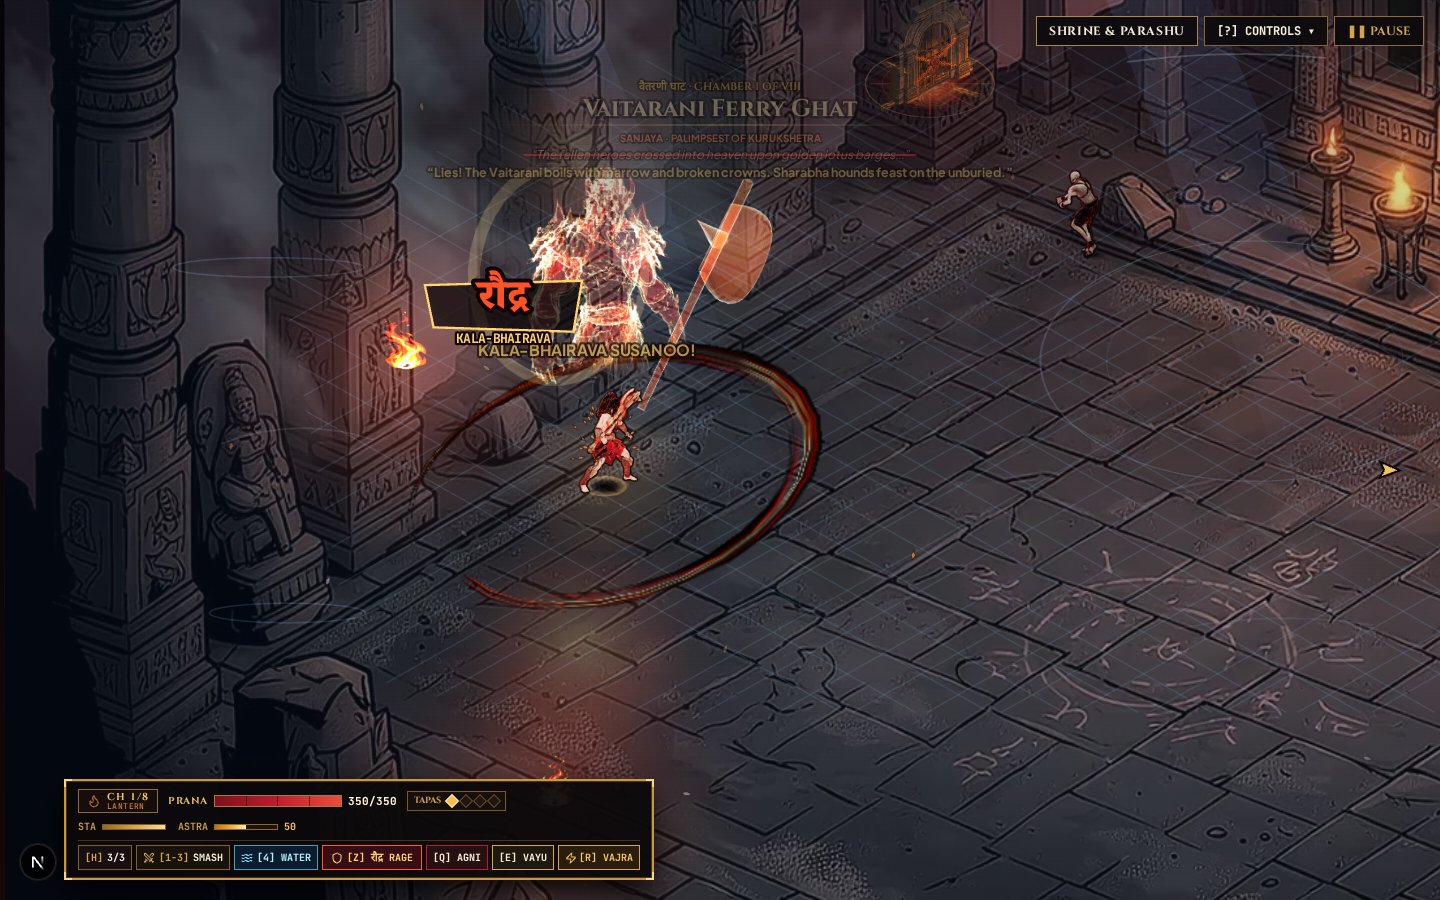 SHRINE & PARASHU
[?] CONTROLS ▾
❚❚ PAUSE
वैतरणी घाट · CHAMBER I OF VIII
VAITARANI FERRY GHAT
SANJAYA · PALIMPSEST OF KURUKSHETRA
"The fallen heroes crossed into heaven upon golden lotus barges..."
"Lies! The Vaitarani boils with marrow and broken crowns. Sharabha hounds feast on the unburied."
रौद्र
KALA-BHAIRAVA
KALA-BHAIRAVA SUSANOO!
CH 1/8
LANTERN
PRANA 350/350
TAPAS
STA ASTRA 50
[H] 3/3 [1-3] SMASH [4] WATER [Z] रौद्र RAGE [Q] AGNI [E] VAYU [R] VAJRA
N